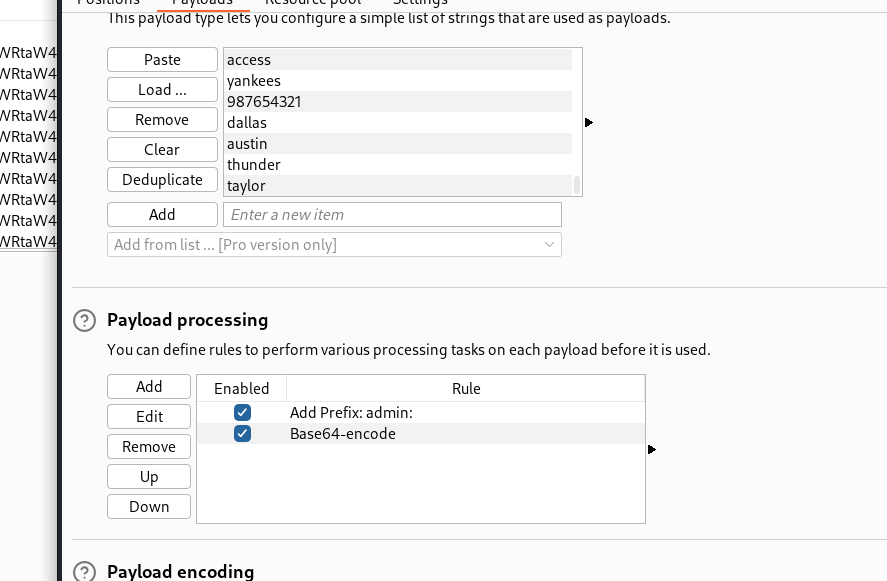 Positions Payloads Resource pool Settings
This payload type lets you configure a simple list of strings that are used as payloads.
WRtaW4
WRtaW4
WRtaW4
WRtaW4
WRtaW4
WRtaW4
WRtaW4
WRtaW4
WRtaW4
WRtaW4
Paste
Load ...
Remove
Clear
Deduplicate
access
yankees
987654321
dallas
austin
thunder
taylor
Add
Enter a new item
Add from list ... [Pro version only]
Payload processing
You can define rules to perform various processing tasks on each payload before it is used.
Add
Edit
Remove
Up
Down
Enabled Rule
Add Prefix: admin:
Base64-encode
Payload encoding